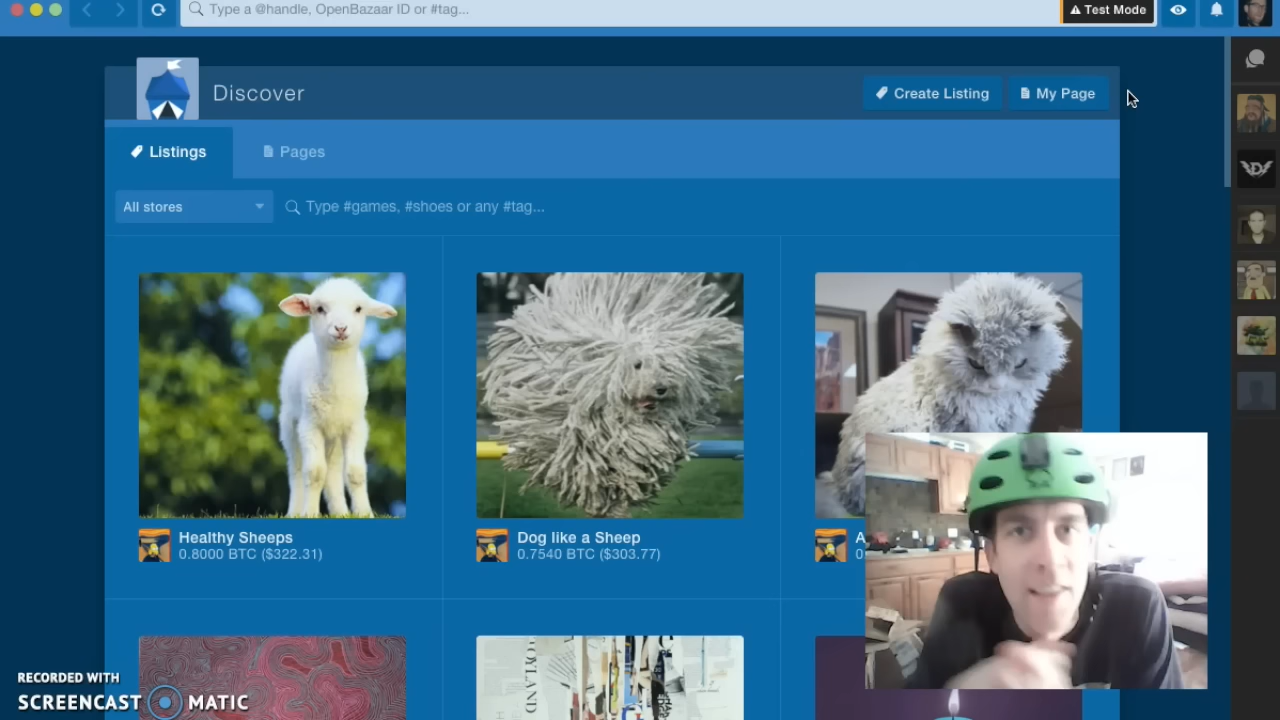 Type a @handle, OpenBazaar ID or #tag...
Test Mode
Discover
Create Listing
My Page
Listings
Pages
All stores
Type #games, #shoes or any #tag...
Healthy Sheeps
0.8000 BTC ($322.31)
Dog like a Sheep
0.7540 BTC ($303.77)
A
0
RECORDED WITH
SCREENCAST MATIC